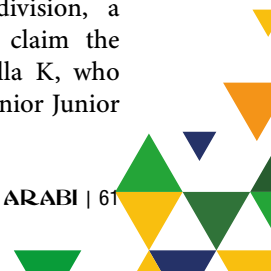 division, a
claim the
lla K, who
nior Junior
ARABI | 61